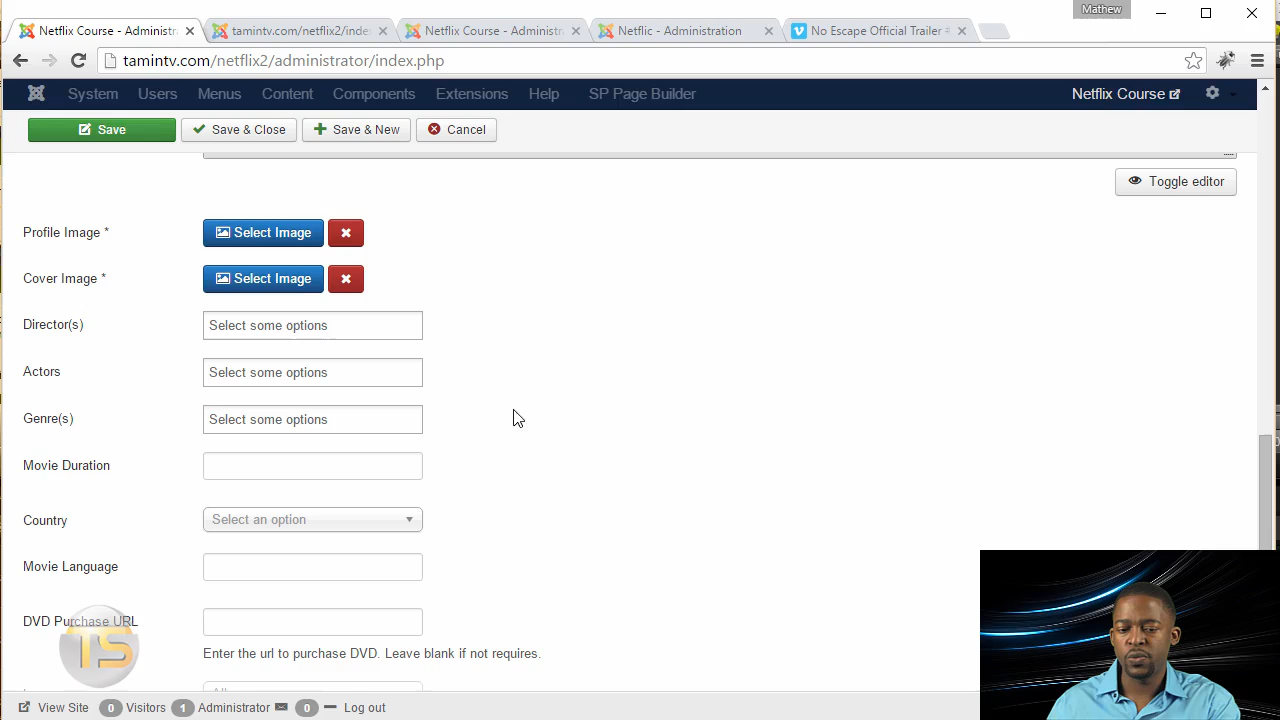 Mathew
Netflix Course - Administr
tamintv.com/netflix2/inde
Netflix Course - Administr
Netflic - Administration
No Escape Official Trailer
tamintv.com/netflix2/administrator/index.php
System Users Menus Content Components Extensions Help SP Page Builder Netflix Course
Save Save & Close Save & New Cancel
Toggle editor
Profile Image * Select Image
Cover Image * Select Image
Director(s) Select some options
Actors Select some options
Genre(s) Select some options
Movie Duration
Country Select an option
Movie Language
DVD Purchase URL
TS
Enter the url to purchase DVD. Leave blank if not requires.
View Site 0 Visitors 1 Administrator 0 Log out